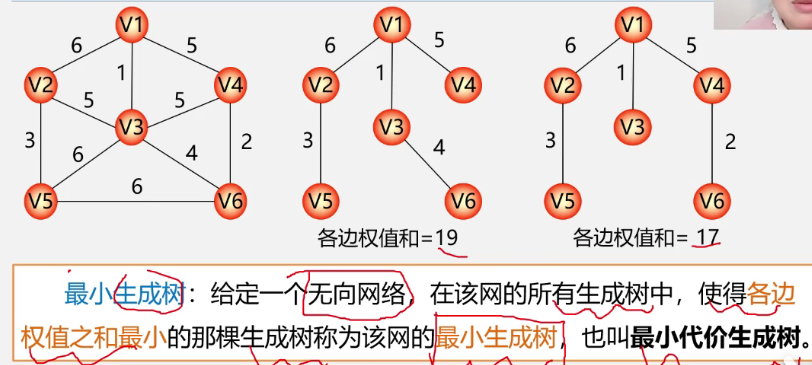 V1
6
5
1
V2
V4
5
5
V3
3
2
6
4
6
V5
V6
V1
6
5
1
V2
V4
V3
3
4
V5
V6
各边权值和=19
V1
6
5
1
V2
V4
V3
3
2
V5
V6
各边权值和= 17
最小生成树：给定一个无向网络，在该网的所有生成树中，使得各边
权值之和最小的那棵生成树称为该网的最小生成树，也叫最小代价生成树。